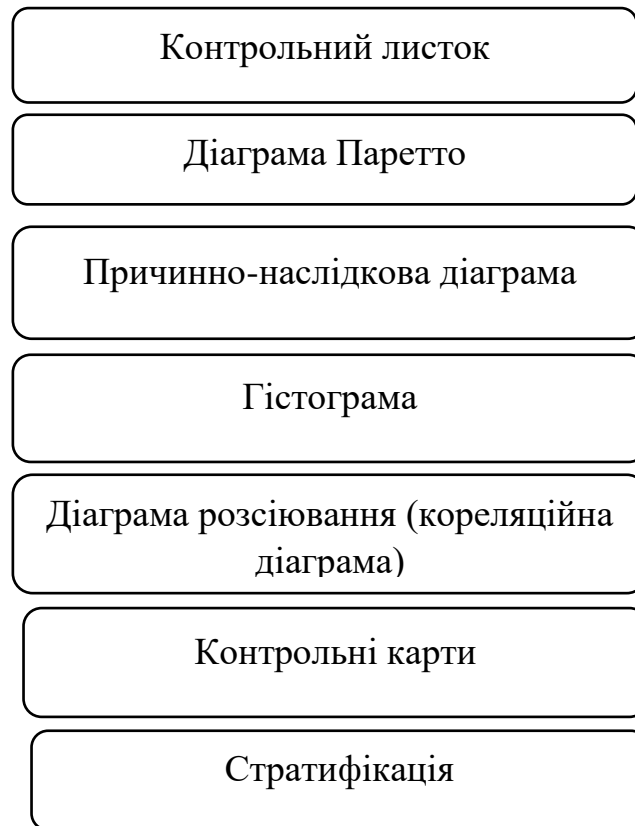 Контрольний листок
Діаграма Паретто
Причинно-наслідкова діаграма
Гістограма
Діаграма розсіювання (кореляційна
діаграма)
Контрольні карти
Стратифікація